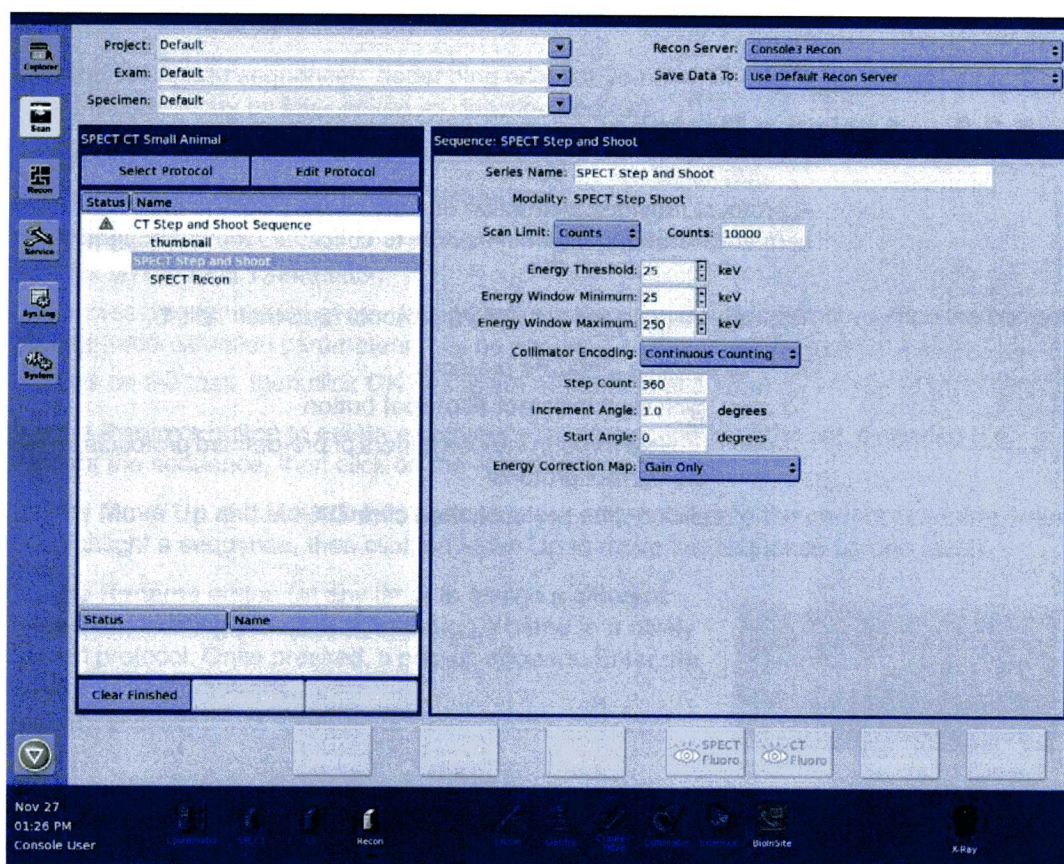 Project: Default
Exam: Default
Specimen: Default
Recon Server: Console3 Recon
Save Data To: Use Default Recon Server
Explorer
Scan
Recon
Service
Sys Log
System
SPECT CT Small Animal
Select Protocol Edit Protocol
Status Name
CT Step and Shoot Sequence
thumbnail
SPECT Step and Shoot
SPECT Recon
Status Name
Clear Finished
Sequence: SPECT Step and Shoot
Series Name: SPECT Step and Shoot
Modality: SPECT Step Shoot
Scan Limit: Counts Counts: 10000
Energy Threshold: 25 keV
Energy Window Minimum: 25 keV
Energy Window Maximum: 250 keV
Collimator Encoding: Continuous Counting
Step Count: 360
Increment Angle: 1.0 degrees
Start Angle: 0 degrees
Energy Correction Map: Gain Only
SPECT Fluoro
CT Fluoro
Nov 27
01:26 PM
Console User
Recon
BioInSite
X-Ray